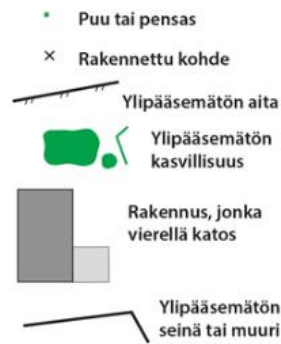 Puu tai pensas
Rakennettu kohde
Ylipääsemätön aita
Ylipääsemätön
kasvillisuus
Rakennus, jonka
vierellä katos
Ylipääsemätön
seinä tai muuri